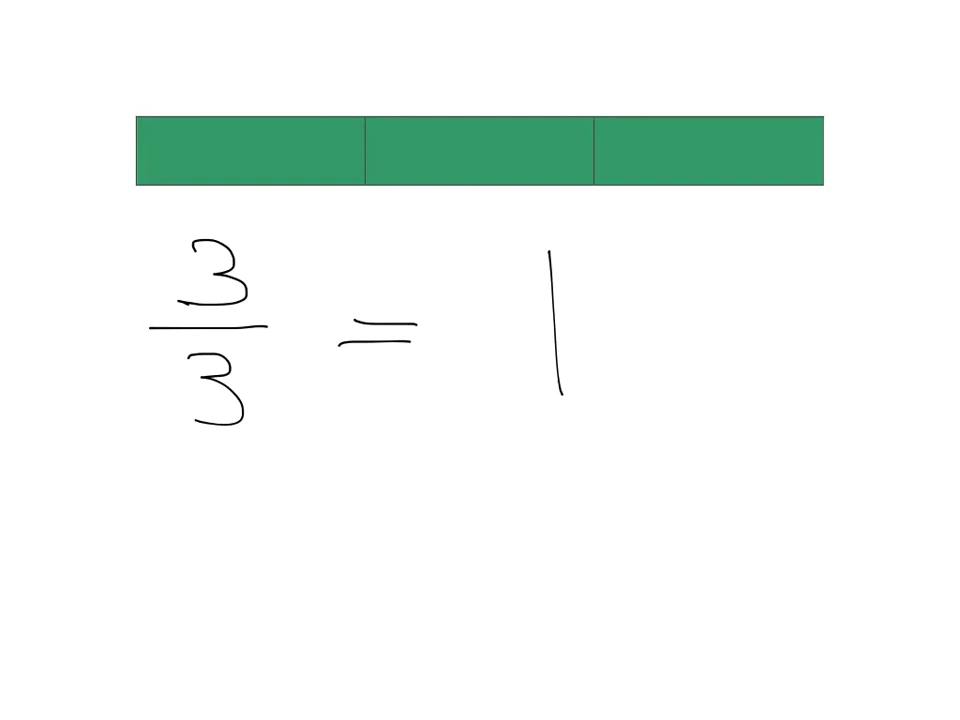 3/3 = 1